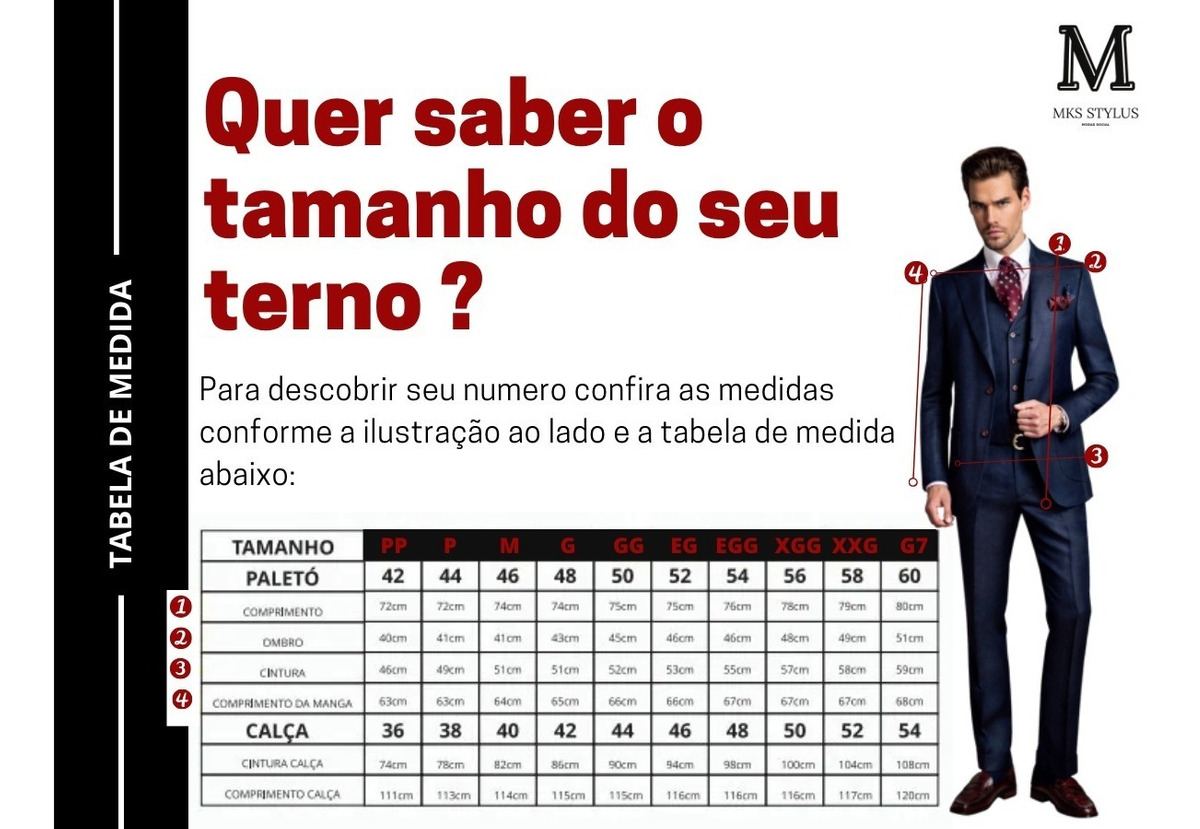 M
MKS STYLUS
MODAS SOCIAL
Quer saber o
tamanho do seu
terno ?
TABELA DE MEDIDA
Para descobrir seu numero confira as medidas
conforme a ilustração ao lado e a tabela de medida
abaixo:
1
2
4
3
TAMANHO PP P M G GG EG EGG XGG XXG G7
PALETÓ 42 44 46 48 50 52 54 56 58 60
1 COMPRIMENTO 72cm 72cm 74cm 74cm 75cm 75cm 76cm 78cm 79cm 80cm
2 OMBRO 40cm 41cm 41cm 43cm 45cm 46cm 46cm 48cm 49cm 51cm
3 CINTURA 46cm 49cm 51cm 51cm 52cm 53cm 55cm 57cm 58cm 59cm
4 COMPRIMENTO DA MANGA 63cm 63cm 64cm 65cm 66cm 66cm 67cm 67cm 67cm 68cm
CALÇA 36 38 40 42 44 46 48 50 52 54
CINTURA CALÇA 74cm 78cm 82cm 86cm 90cm 94cm 98cm 100cm 104cm 108cm
COMPRIMENTO CALÇA 111cm 113cm 114cm 115cm 115cm 116cm 116cm 116cm 117cm 120cm